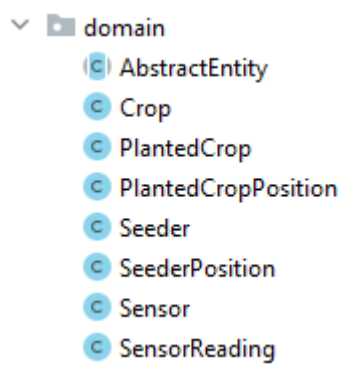 domain
C AbstractEntity
C Crop
C PlantedCrop
C PlantedCropPosition
C Seeder
C SeederPosition
C Sensor
C SensorReading